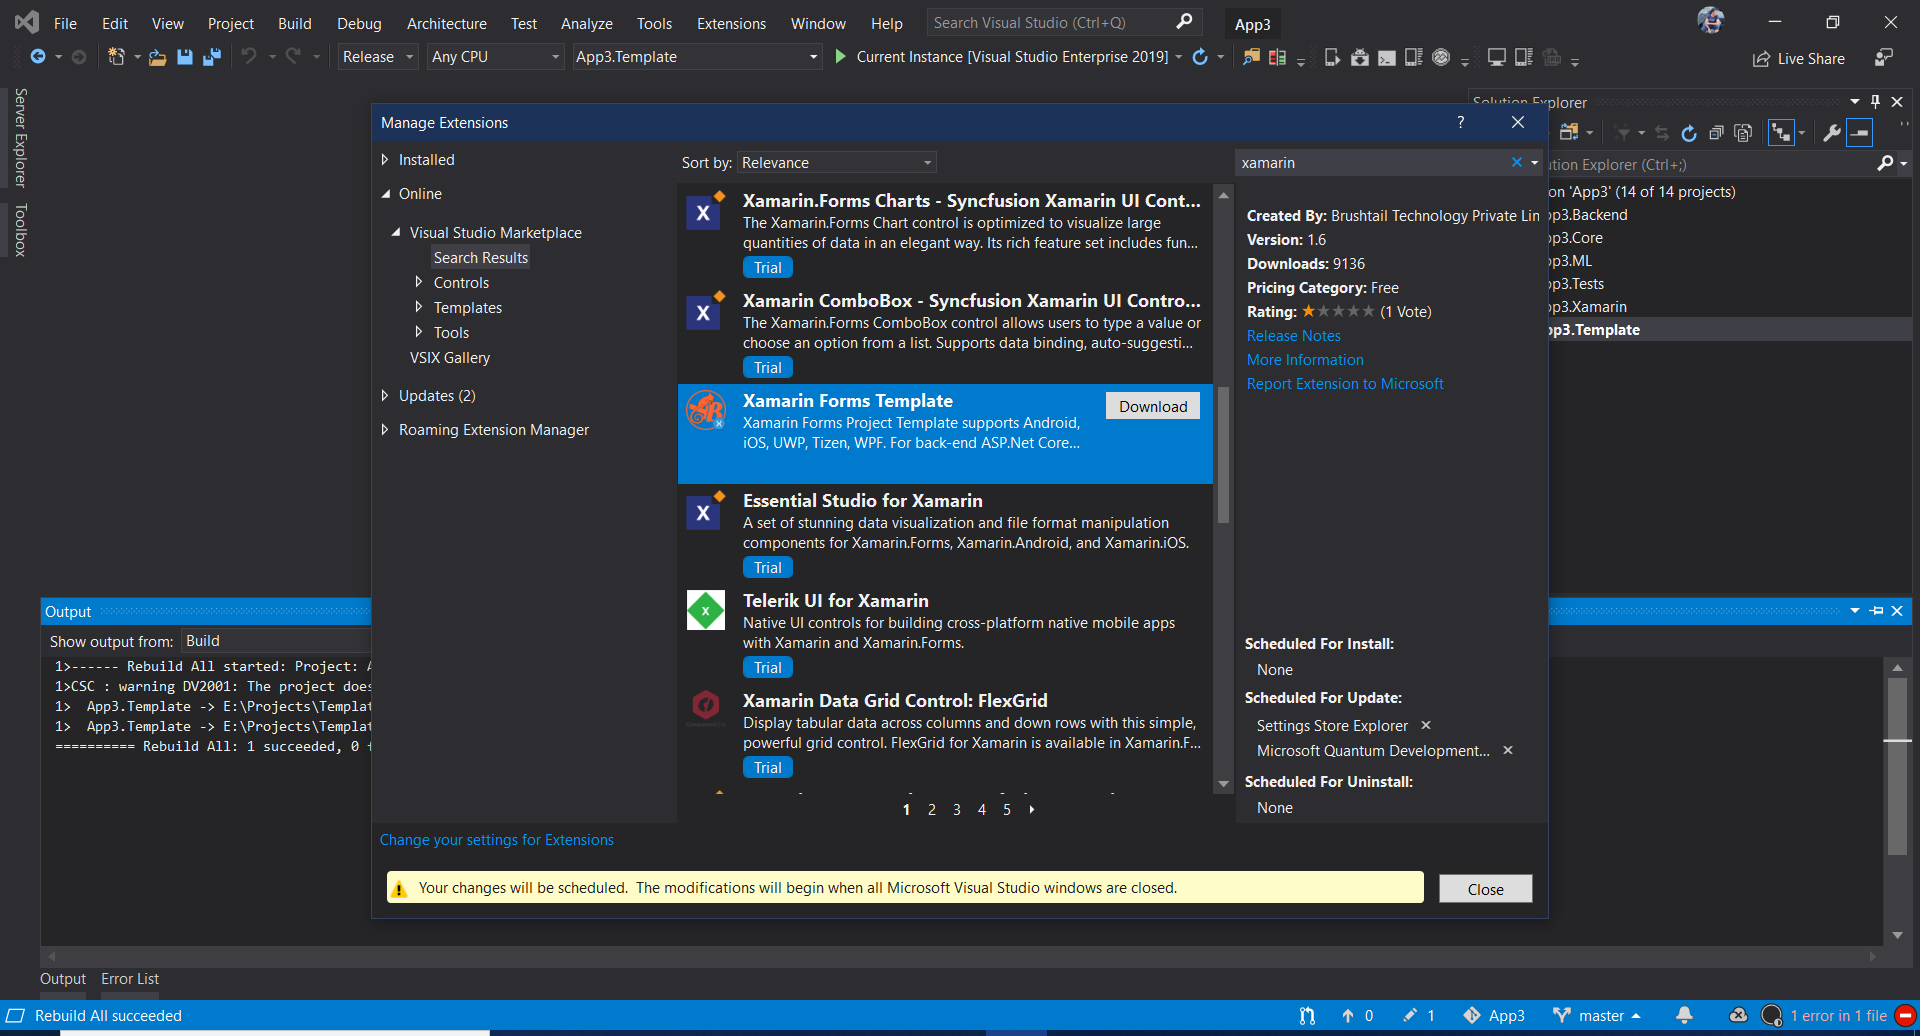 File Edit View Project Build Debug Architecture Test Analyze Tools Extensions Window Help Search Visual Studio (Ctrl+Q) App3
Release Any CPU App3.Template Current Instance [Visual Studio Enterprise 2019] Live Share
Server Explorer
Toolbox
Manage Extensions ?
Installed
Online
Visual Studio Marketplace
Search Results
Controls
Templates
Tools
VSIX Gallery
Updates (2)
Roaming Extension Manager
Sort by: Relevance
Xamarin.Forms Charts - Syncfusion Xamarin UI Cont...
The Xamarin.Forms Chart control is optimized to visualize large
quantities of data in an elegant way. Its rich feature set includes fun...
Trial
Xamarin ComboBox - Syncfusion Xamarin UI Contro...
The Xamarin.Forms ComboBox control allows users to type a value or
choose an option from a list. Supports data binding, auto-suggesti...
Trial
Xamarin Forms Template
Download
Xamarin Forms Project Template supports Android,
iOS, UWP, Tizen, WPF. For back-end ASP.Net Core...
Essential Studio for Xamarin
A set of stunning data visualization and file format manipulation
components for Xamarin.Forms, Xamarin.Android, and Xamarin.iOS.
Trial
Telerik UI for Xamarin
Native UI controls for building cross-platform native mobile apps
with Xamarin and Xamarin.Forms.
Trial
Xamarin Data Grid Control: FlexGrid
Display tabular data across columns and down rows with this simple,
powerful grid control. FlexGrid for Xamarin is available in Xamarin.F...
Trial
1 2 3 4 5
xamarin
Created By: Brushtail Technology Private Lin
Version: 1.6
Downloads: 9136
Pricing Category: Free
Rating: (1 Vote)
Release Notes
More Information
Report Extension to Microsoft
Scheduled For Install:
None
Scheduled For Update:
Settings Store Explorer
Microsoft Quantum Development...
Scheduled For Uninstall:
None
Change your settings for Extensions
Your changes will be scheduled. The modifications will begin when all Microsoft Visual Studio windows are closed.
Close
Solution Explorer
ution Explorer (Ctrl+;)
on 'App3' (14 of 14 projects)
pp3.Backend
pp3.Core
pp3.ML
pp3.Tests
pp3.Xamarin
pp3.Template
Output
Show output from: Build
1>------ Rebuild All started: Project: A
1>CSC : warning DV2001: The project does
1> App3.Template -> E:\Projects\Templat
1> App3.Template -> E:\Projects\Templat
========== Rebuild All: 1 succeeded, 0 f
Output Error List
Rebuild All succeeded 0 1 App3 master 1 error in 1 file